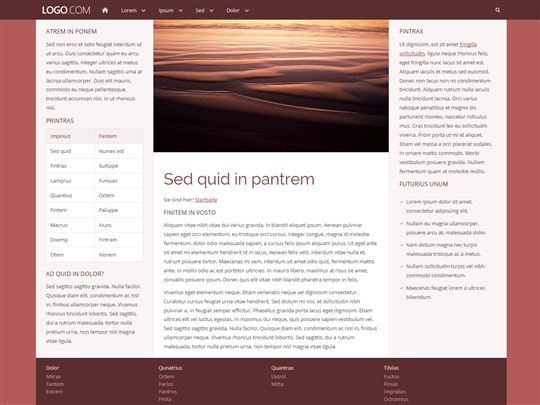 LOGO.COM Lorem Ipsum Sed Dolor
ATREM IN PONEM
Sed non eros et odio feugiat interdum ut
ut arcu. Duis consectetur quam eu arcu
varius sagittis. Integer ultrices at metus
eu condimentum. Nullam sagittis urna at
lacinia ullamcorper. Duis elit mauris,
commodo eu neque pellentesque,
tincidunt accumsan nisl. In ut rhoncus
nisl.
PRINTRAS
Impinus Fantem
Sed quid Numes est
Fintrax Sudippe
Lamprus Funiuas
Quantius Octem
Fintem Paluppe
Macrus Xiuos
Doemp Fintram
Otem Nonem
AD QUID IN DOLOR?
Sed sagittis sagittis gravida. Nulla facilisi.
Quisque diam elit, condimentum ac nisl
in, finibus ullamcorper neque. Vivamus
tincidunt lobortis. Sed sagittis,
dui a rutrum malesuada, tortor nulla
pretium urna, non tempor nisl magna
vitae ligula.
Sed quid in pantrem
Sie sind hier: Startseite
FINITEM IN VOSTO
Aliquam vitae nibh vitae dui varius gravida. In blandit aliquet ipsum. Aenean pulvinar
sapien eget orci elementum, eu tristique orci cursus. Integer congue, magna id molestie
fermentum, dolor odio malesuada sapien, a cursus felis ipsum aliquam purus. Ut eget ante
sit amet mi elementum hendrerit id in lacus. Aenean felis velit, interdum vitae nulla et,
rutrum posuere tortor. Maecenas mi sem, interdum sit amet odio quis, fermentum mattis
ante. In mollis odio ac est porttitor ultricies. In mauris libero, maximus at risus sit amet,
convallis posuere ipsum. Donec quis elit vitae nibh blandit pharetra tempor in felis.
Vivamus eget elementum neque. Etiam venenatis neque vel dignissim consectetur.
Curabitur cursus feugiat urna vitae hendrerit. Sed dictum mi nisi, et sollicitudin nibh
pulvinar a. In feugiat semper efficitur. Phasellus gravida porta lacus eget dignissim. Etiam
ultrices elit vel luctus egestas. In maximus dui neque, quis posuere sapien vestibulum vel.
Sed sagittis sagittis gravida. Nulla facilisi. Quisque diam elit, condimentum ac nisl in, finibus
ullamcorper neque. Vivamus rhoncus tincidunt lobortis. Sed sagittis, dui a rutrum
malesuada, tortor nulla pretium urna, non tempor nisl magna vitae ligula.
FINTRAX
Ut dignissim, est sit amet fringilla
sollicitudin, ligula neque rhoncus felis,
eget fringilla nunc lacus sit amet est.
Aliquam iaculis et metus sed euismod.
Donec non lacus non mi condimentum
tincidunt. Aliquam rutrum nulla iaculis
nulla tincidunt lacinia. Orci varius
natoque penatibus et magnis dis
parturient montes, nascetur ridiculus
mus. Cras tincidunt leo eu sollicitudin
viverra. Proin porta ut mi et aliquet.
Etiam vel massa a orci placerat sodales,
in ornare mattis commodo. Morbi
vestibulum posuere gravida. Nullam
fermentum quam at molestie mollis.
FUTURIUS UNUM
Lorem ipsum dolor sit amet,
consectetur adipiscing elit.
Nullam eu magna ullamcorper,
posuere arcu at, malesuada dolor.
Nam dictum magna nec turpis
malesuada tristique ac a metus.
Nullam sollicitudin turpis vel nibh
commodo condimentum.
Maecenas feugiat lorem a ultrices
bibendum.
Dolor Qunatrius Quantrax Tibilas
Mitras Octem Uxtrol Fuctos
Fantem Parlos Mitta Pinias
Extrem Pantros Impialas
Finita Octramius